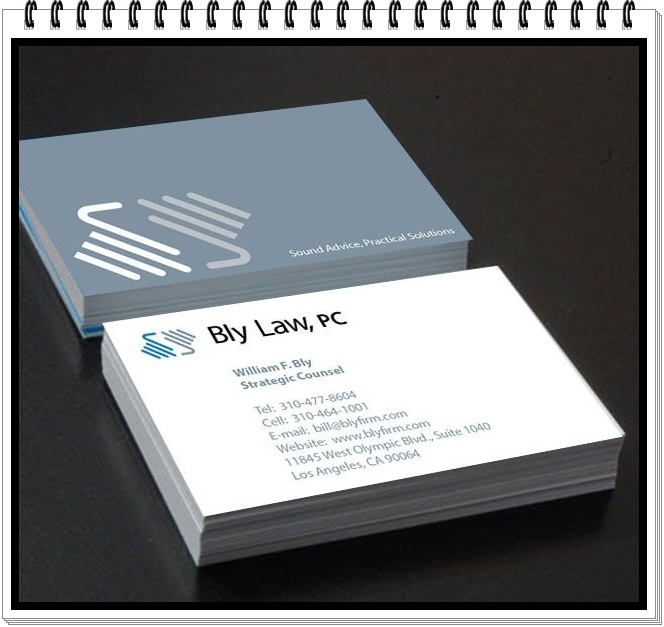 Sound Advice, Practical Solutions
Bly Law, PC
William F. Bly
Strategic Counsel
Tel: 310-477-8604
Cell: 310-464-1001
E-mail: bill@blyfirm.com
Website: www.blyfirm.com
11845 West Olympic Blvd., Suite 1040
Los Angeles, CA 90064